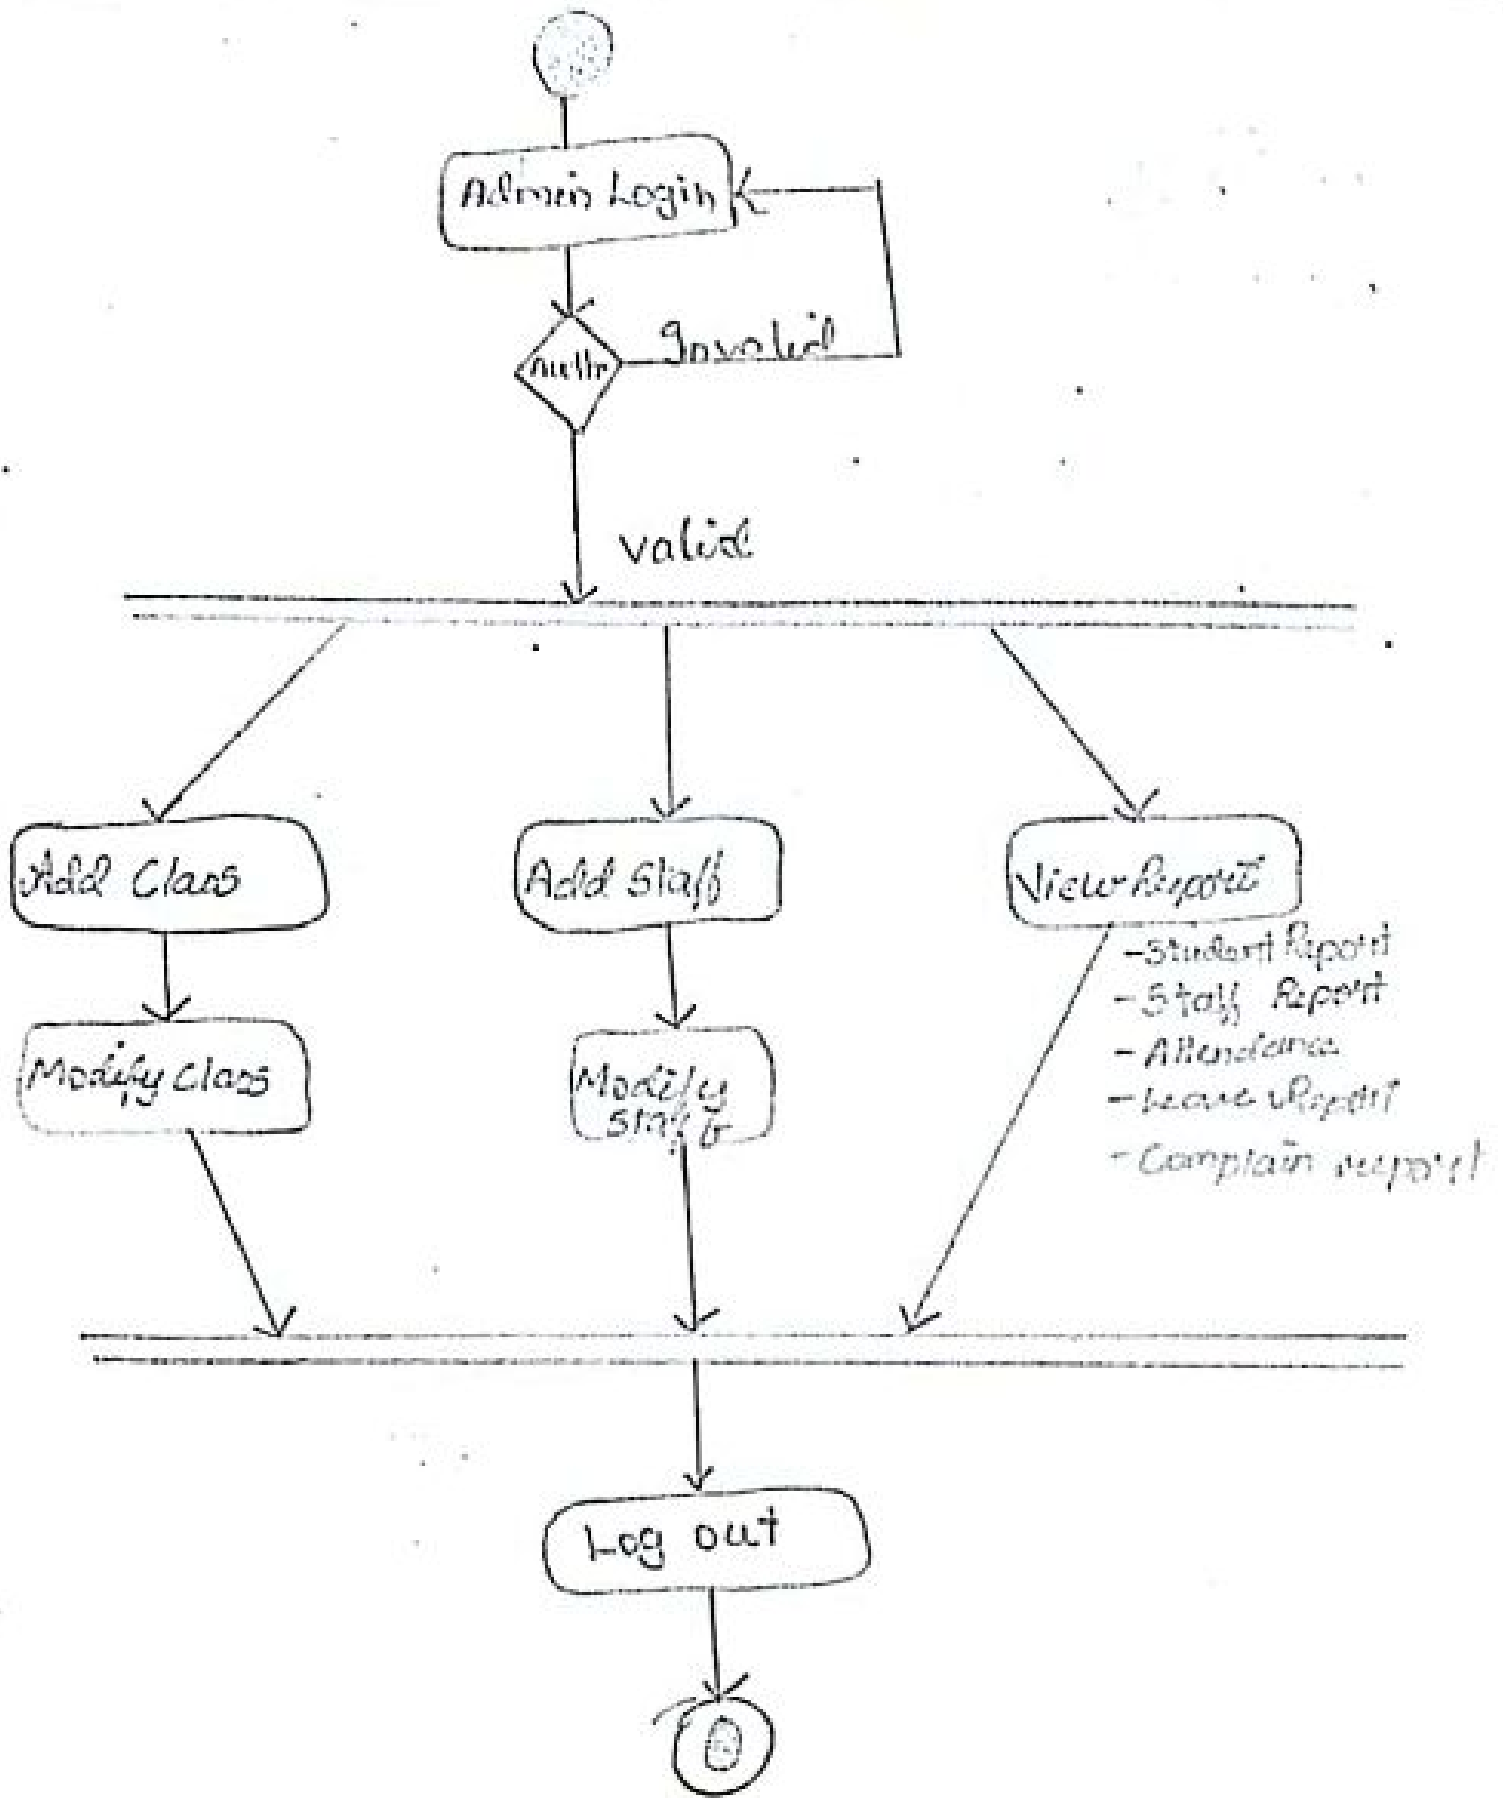 Admin Login
Auth
Invalid
valid
Add Class
Add Staff
View Report
- Student Report
- Staff Report
- Attendance
- Leave Report
- Complain report
Modify Class
Modify
Staff
Log out